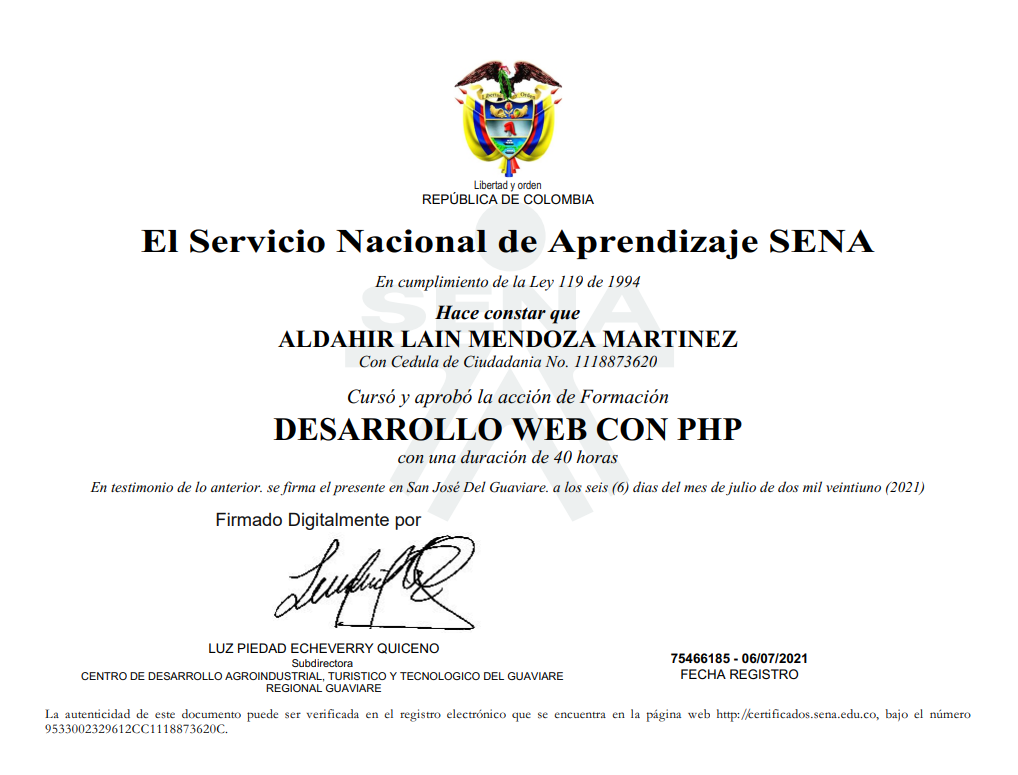 Libertad y Orden
Libertad y orden
REPÚBLICA DE COLOMBIA
El Servicio Nacional de Aprendizaje SENA
En cumplimiento de la Ley 119 de 1994
SENA
Hace constar que
ALDAHIR LAIN MENDOZA MARTINEZ
Con Cedula de Ciudadania No. 1118873620
Cursó y aprobó la acción de Formación
DESARROLLO WEB CON PHP
con una duración de 40 horas
En testimonio de lo anterior. se firma el presente en San José Del Guaviare. a los seis (6) dias del mes de julio de dos mil veintiuno (2021)
Firmado Digitalmente por
LUZ PIEDAD ECHEVERRY QUICENO
Subdirectora
CENTRO DE DESARROLLO AGROINDUSTRIAL, TURISTICO Y TECNOLOGICO DEL GUAVIARE
REGIONAL GUAVIARE
75466185 - 06/07/2021
FECHA REGISTRO
La autenticidad de este documento puede ser verificada en el registro electrónico que se encuentra en la página web http://certificados.sena.edu.co, bajo el número
9533002329612CC1118873620C.